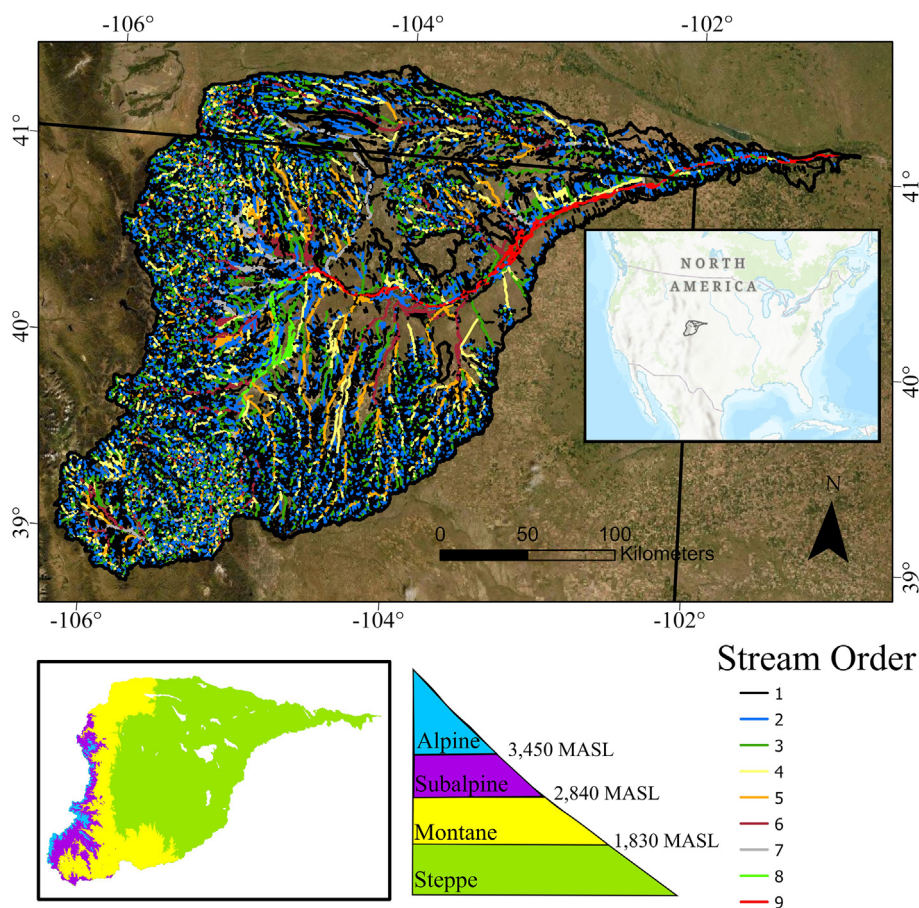 -106°
-104°
-102°
41°
41°
40°
40°
39°
39°
NORTH
AMERICA
N
0 50 100
Kilometers
-106°
-104°
-102°
Stream Order
1
2
3
4
5
6
7
8
9
Alpine
3,450 MASL
Subalpine
2,840 MASL
Montane
1,830 MASL
Steppe